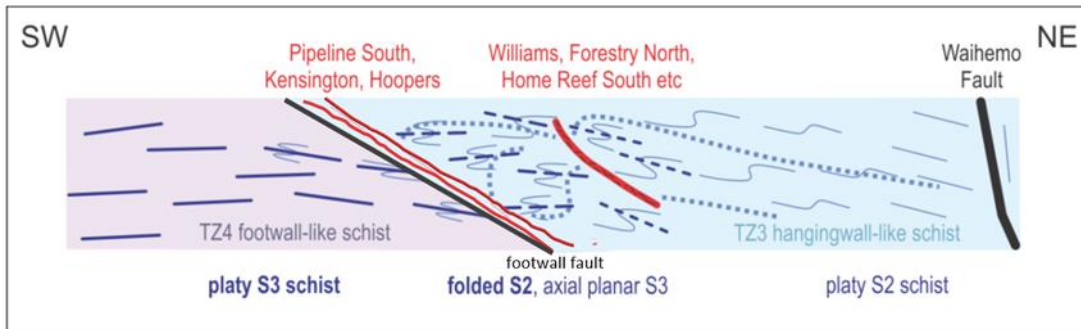 SW
Pipeline South,
Kensington, Hoopers
Williams, Forestry North,
Home Reef South etc
Waihemo
Fault
NE
TZ4 footwall-like schist
TZ3 hangingwall-like schist
footwall fault
platy S3 schist
folded S2, axial planar S3
platy S2 schist